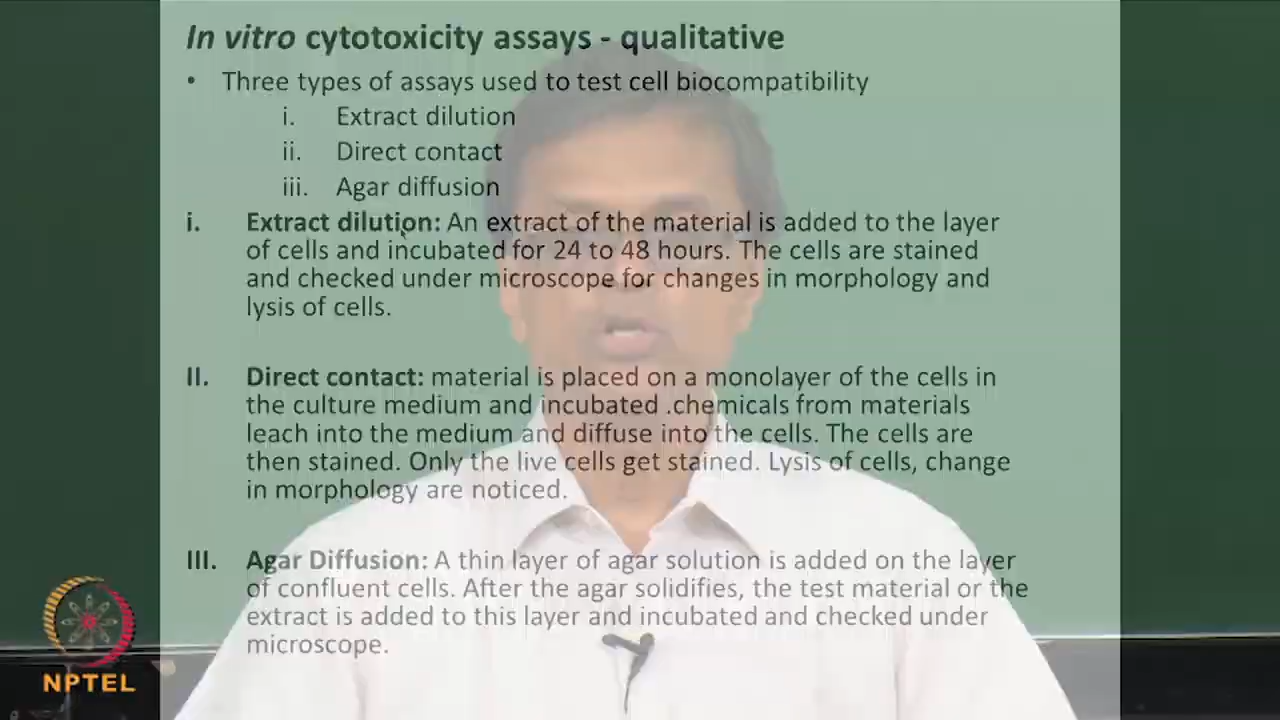 In vitro cytotoxicity assays - qualitative
• Three types of assays used to test cell biocompatibility
i. Extract dilution
ii. Direct contact
iii. Agar diffusion
i. Extract dilution: An extract of the material is added to the layer
of cells and incubated for 24 to 48 hours. The cells are stained
and checked under microscope for changes in morphology and
lysis of cells.
II. Direct contact: material is placed on a monolayer of the cells in
the culture medium and incubated .chemicals from materials
leach into the medium and diffuse into the cells. The cells are
then stained. Only the live cells get stained. Lysis of cells, change
in morphology are noticed.
III. Agar Diffusion: A thin layer of agar solution is added on the layer
of confluent cells. After the agar solidifies, the test material or the
extract is added to this layer and incubated and checked under
microscope.
NPTEL